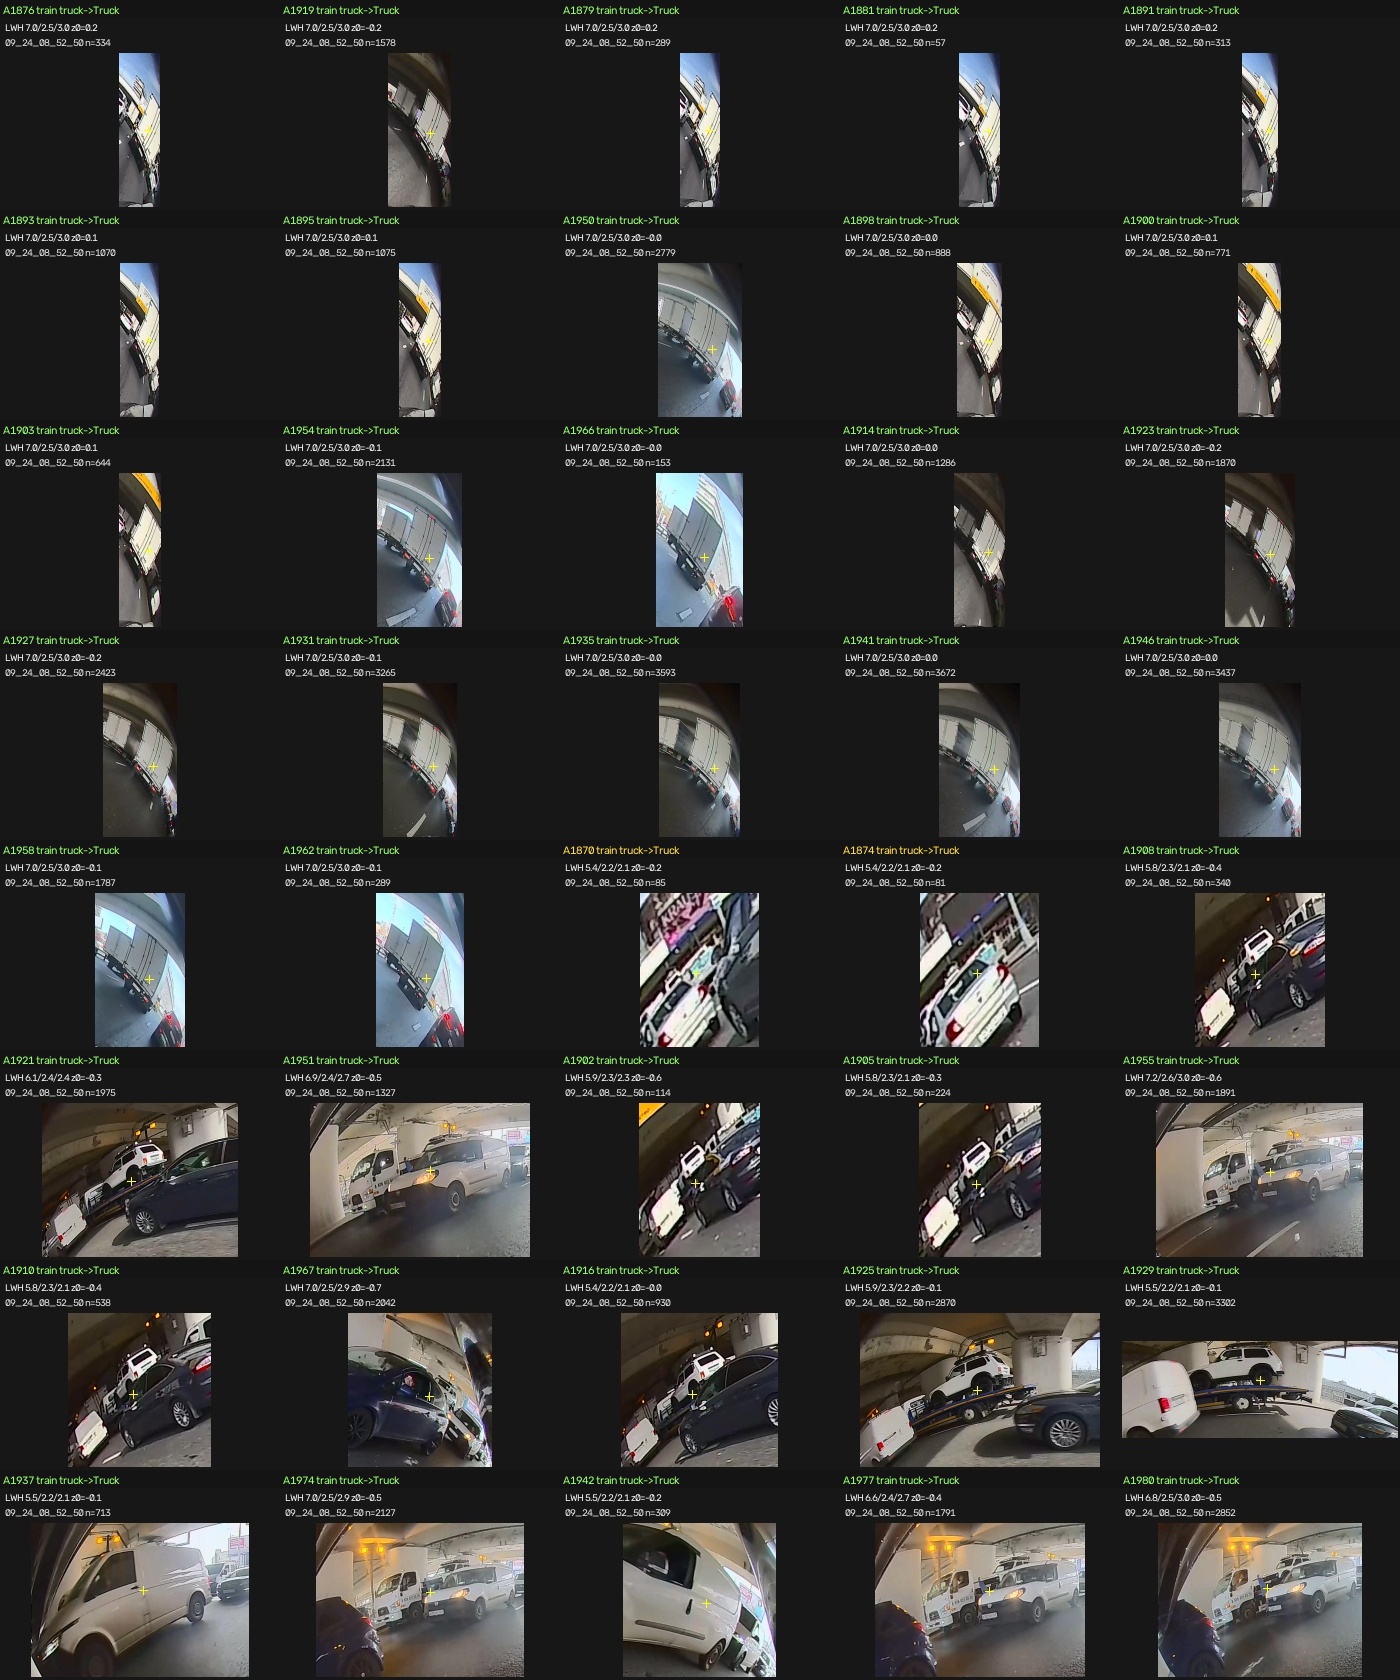 A1876 train truck->Truck
LWH 7.0/2.5/3.0 z0=0.2
09_24_08_52_50 n=334
A1919 train truck->Truck
LWH 7.0/2.5/3.0 z0=-0.2
09_24_08_52_50 n=1578
A1879 train truck->Truck
LWH 7.0/2.5/3.0 z0=0.2
09_24_08_52_50 n=289
A1881 train truck->Truck
LWH 7.0/2.5/3.0 z0=0.2
09_24_08_52_50 n=57
A1891 train truck->Truck
LWH 7.0/2.5/3.0 z0=0.2
09_24_08_52_50 n=313
A1893 train truck->Truck
LWH 7.0/2.5/3.0 z0=0.1
09_24_08_52_50 n=1070
A1895 train truck->Truck
LWH 7.0/2.5/3.0 z0=0.1
09_24_08_52_50 n=1075
A1950 train truck->Truck
LWH 7.0/2.5/3.0 z0=-0.0
09_24_08_52_50 n=2779
A1898 train truck->Truck
LWH 7.0/2.5/3.0 z0=0.0
09_24_08_52_50 n=888
A1900 train truck->Truck
LWH 7.0/2.5/3.0 z0=0.1
09_24_08_52_50 n=771
A1903 train truck->Truck
LWH 7.0/2.5/3.0 z0=0.1
09_24_08_52_50 n=644
A1954 train truck->Truck
LWH 7.0/2.5/3.0 z0=-0.1
09_24_08_52_50 n=2131
A1966 train truck->Truck
LWH 7.0/2.5/3.0 z0=-0.0
09_24_08_52_50 n=153
A1914 train truck->Truck
LWH 7.0/2.5/3.0 z0=0.0
09_24_08_52_50 n=1286
A1923 train truck->Truck
LWH 7.0/2.5/3.0 z0=-0.2
09_24_08_52_50 n=1870
A1927 train truck->Truck
LWH 7.0/2.5/3.0 z0=-0.2
09_24_08_52_50 n=2423
A1931 train truck->Truck
LWH 7.0/2.5/3.0 z0=-0.1
09_24_08_52_50 n=3265
A1935 train truck->Truck
LWH 7.0/2.5/3.0 z0=-0.0
09_24_08_52_50 n=3593
A1941 train truck->Truck
LWH 7.0/2.5/3.0 z0=0.0
09_24_08_52_50 n=3672
A1946 train truck->Truck
LWH 7.0/2.5/3.0 z0=0.0
09_24_08_52_50 n=3437
A1958 train truck->Truck
LWH 7.0/2.5/3.0 z0=-0.1
09_24_08_52_50 n=1787
A1962 train truck->Truck
LWH 7.0/2.5/3.0 z0=-0.1
09_24_08_52_50 n=289
A1870 train truck->Truck
LWH 5.4/2.2/2.1 z0=-0.2
09_24_08_52_50 n=85
A1874 train truck->Truck
LWH 5.4/2.2/2.1 z0=-0.2
09_24_08_52_50 n=81
A1908 train truck->Truck
LWH 5.8/2.3/2.1 z0=-0.4
09_24_08_52_50 n=340
A1921 train truck->Truck
LWH 6.1/2.4/2.4 z0=-0.3
09_24_08_52_50 n=1975
A1951 train truck->Truck
LWH 6.9/2.4/2.7 z0=-0.5
09_24_08_52_50 n=1327
A1902 train truck->Truck
LWH 5.9/2.3/2.3 z0=-0.6
09_24_08_52_50 n=114
A1905 train truck->Truck
LWH 5.8/2.3/2.1 z0=-0.3
09_24_08_52_50 n=224
A1955 train truck->Truck
LWH 7.2/2.6/3.0 z0=-0.6
09_24_08_52_50 n=1891
A1910 train truck->Truck
LWH 5.8/2.3/2.1 z0=-0.4
09_24_08_52_50 n=538
A1967 train truck->Truck
LWH 7.0/2.5/2.9 z0=-0.7
09_24_08_52_50 n=2042
A1916 train truck->Truck
LWH 5.4/2.2/2.1 z0=-0.0
09_24_08_52_50 n=930
A1925 train truck->Truck
LWH 5.9/2.3/2.2 z0=-0.1
09_24_08_52_50 n=2870
A1929 train truck->Truck
LWH 5.5/2.2/2.1 z0=-0.1
09_24_08_52_50 n=3302
A1937 train truck->Truck
LWH 5.5/2.2/2.1 z0=-0.1
09_24_08_52_50 n=713
A1974 train truck->Truck
LWH 7.0/2.5/2.9 z0=-0.5
09_24_08_52_50 n=2127
A1942 train truck->Truck
LWH 5.5/2.2/2.1 z0=-0.2
09_24_08_52_50 n=309
A1977 train truck->Truck
LWH 6.6/2.4/2.7 z0=-0.4
09_24_08_52_50 n=1791
A1980 train truck->Truck
LWH 6.8/2.5/3.0 z0=-0.5
09_24_08_52_50 n=2852